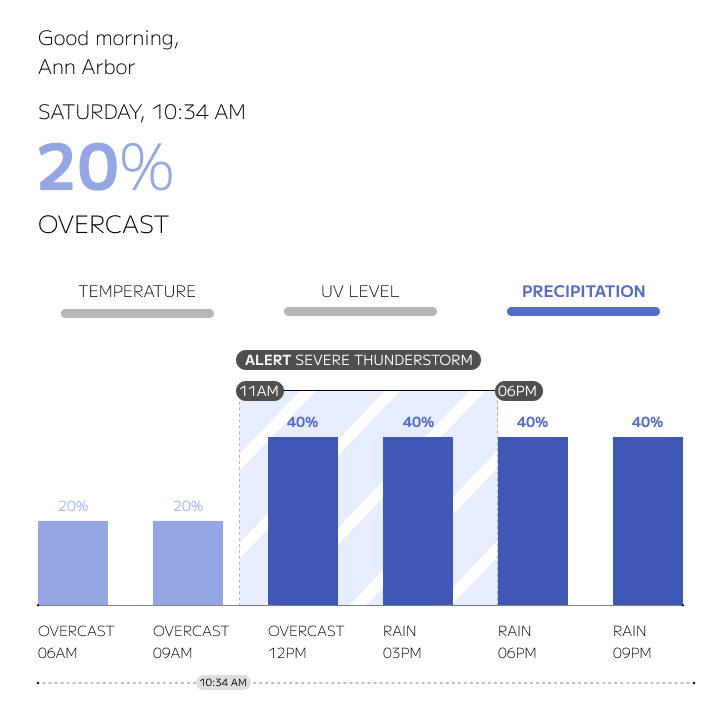 Good morning,
Ann Arbor
SATURDAY, 10:34 AM
20%
OVERCAST
TEMPERATURE
UV LEVEL
PRECIPITATION
ALERT SEVERE THUNDERSTORM
11AM
06PM
20%
20%
40%
40%
40%
40%
OVERCAST
06AM
OVERCAST
09AM
OVERCAST
12PM
RAIN
03PM
RAIN
06PM
RAIN
09PM
10:34 AM